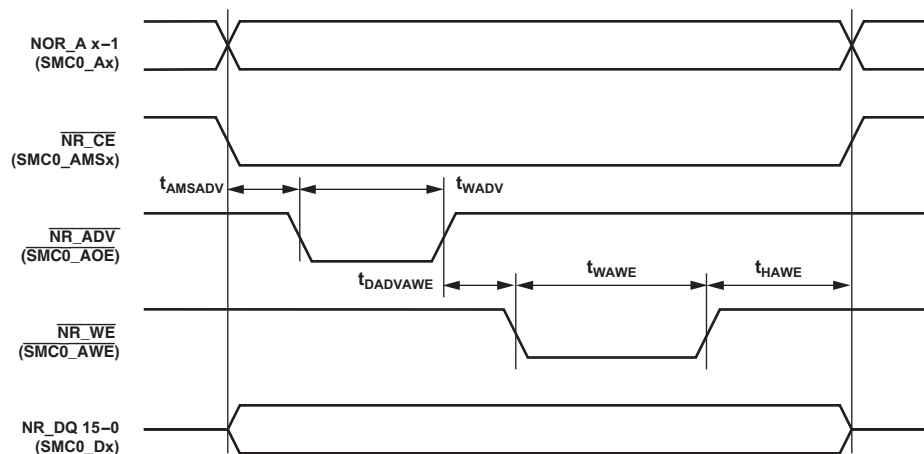 NOR_A x–1
(SMC0_Ax)
NR_CE
(SMC0_AMSx)
tAMSADV
tWADV
NR_ADV
(SMC0_AOE)
tDADVAWE
tWAWE
tHAWE
NR_WE
(SMC0_AWE)
NR_DQ 15–0
(SMC0_Dx)